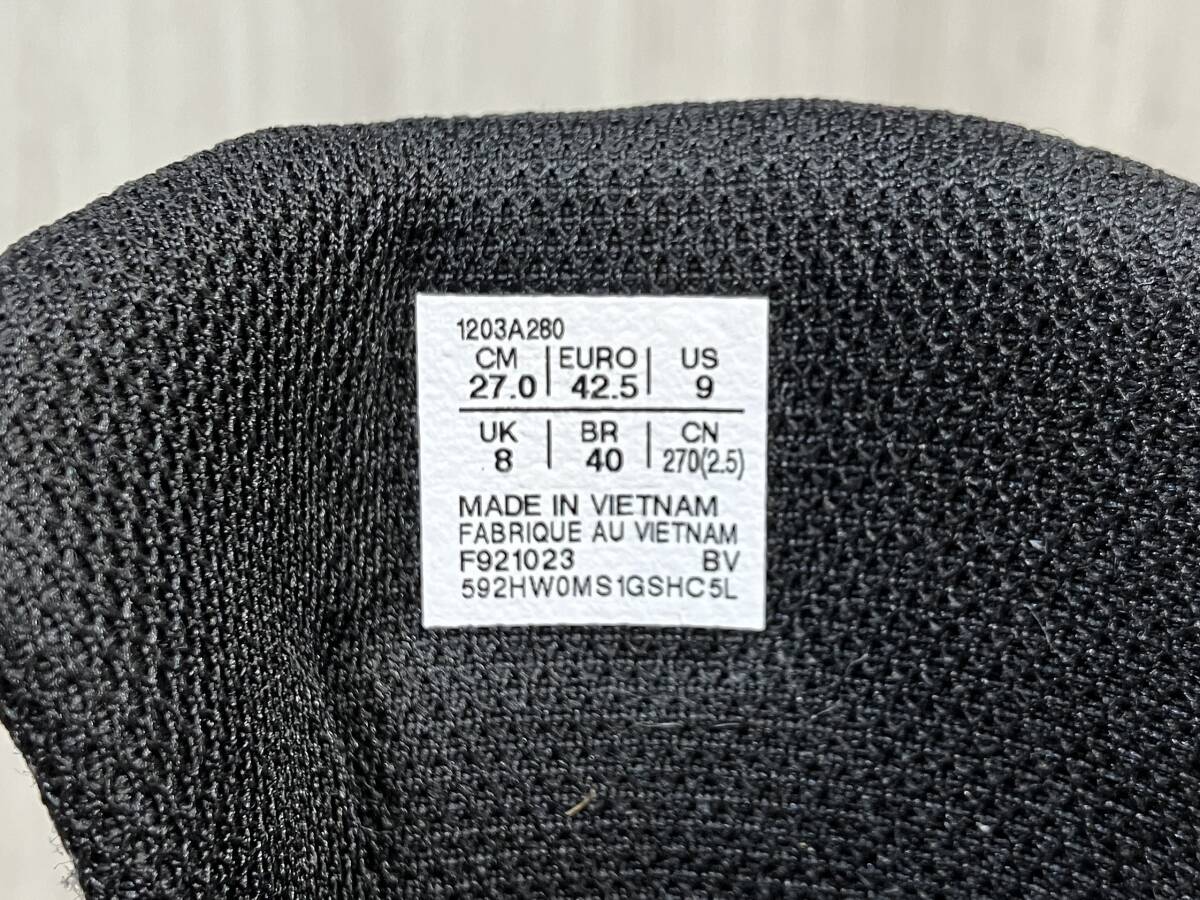 1203A280
CM | EURO | US
27.0 | 42.5 | 9
UK | BR | CN
8 | 40 | 270(2.5)
MADE IN VIETNAM
FABRIQUE AU VIETNAM
F921023 BV
592HW0MS1GSHC5L